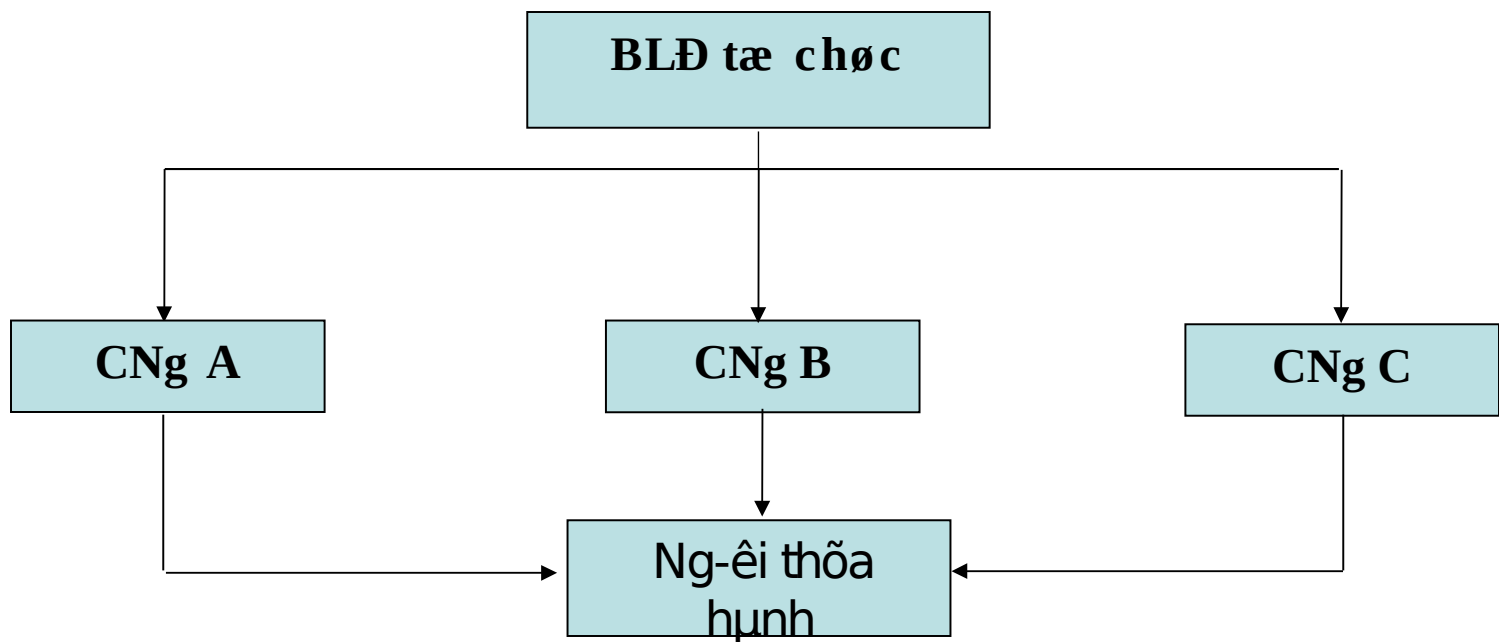 BLĐ tæ chøc
CNg A
CNg B
CNg C
Ng-êi thõa
hµnh